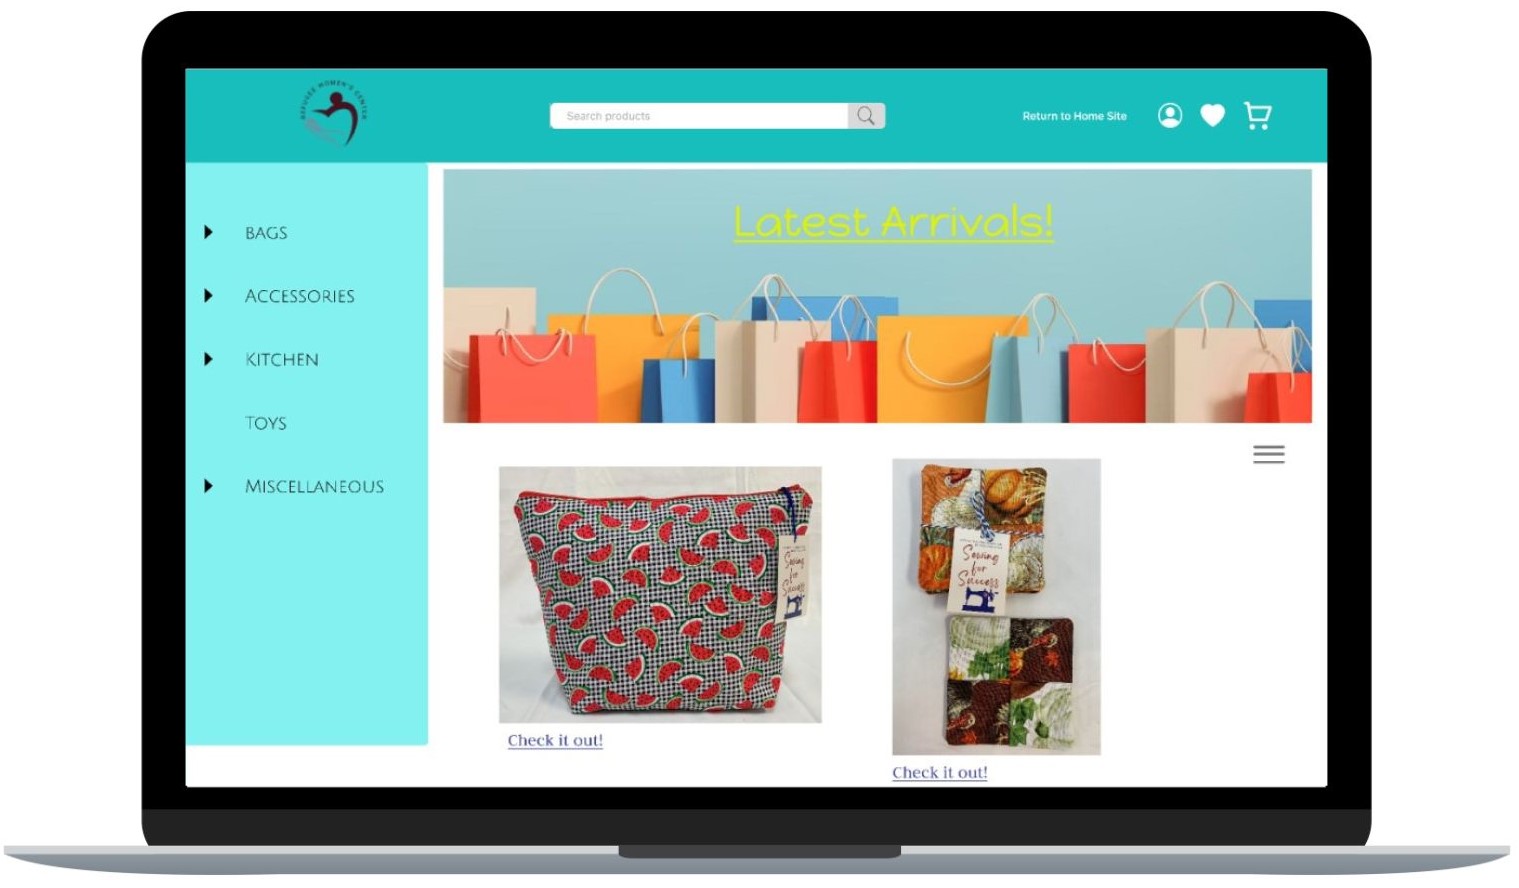 REFUGEE WOMEN'S CENTER
Search products
Return to Home Site
BAGS
ACCESSORIES
KITCHEN
TOYS
MISCELLANEOUS
Latest Arrivals!
Sewing
for
Success
Check it out!
Sewing
for
Success
Check it out!